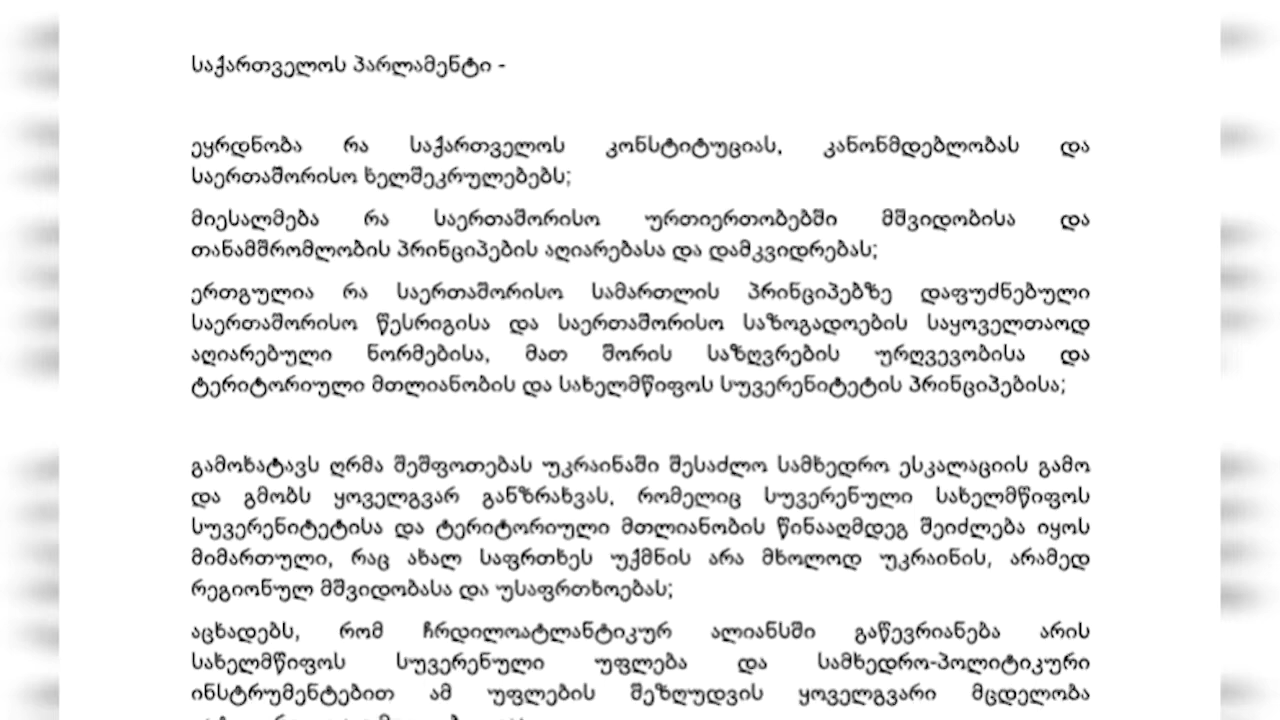 საქართველოს პარლამენტი -
ეყრდნობა რა საქართველოს კონსტიტუციას, კანონმდებლობას და
საერთაშორისო ხელშეკრულებებს;
მიესალმება რა საერთაშორისო ურთიერთობებში მშვიდობისა და
თანამშრომლობის პრინციპების აღიარებასა და დამკვიდრებას;
ერთგულია რა საერთაშორისო სამართლის პრინციპებზე დაფუძნებული
საერთაშორისო წესრიგისა და საერთაშორისო საზოგადოების საყოველთაოდ
აღიარებული ნორმებისა, მათ შორის საზღვრების ურღვევობისა და
ტერიტორიული მთლიანობის და სახელმწიფოს სუვერენიტეტის პრინციპებისა;
გამოხატავს ღრმა შეშფოთებას უკრაინაში შესაძლო სამხედრო ესკალაციის გამო
და გმობს ყოველგვარ განზრახვას, რომელიც სუვერენული სახელმწიფოს
სუვერენიტეტისა და ტერიტორიული მთლიანობის წინააღმდეგ შეიძლება იყოს
მიმართული, რაც ახალ საფრთხეს უქმნის არა მხოლოდ უკრაინის, არამედ
რეგიონულ მშვიდობასა და უსაფრთხოებას;
აცხადებს, რომ ჩრდილოატლანტიკურ ალიანსში გაწევრიანება არის
სახელმწიფოს სუვერენული უფლება და სამხედრო-პოლიტიკური
ინსტრუმენტებით ამ უფლების შეზღუდვის ყოველგვარი მცდელობა